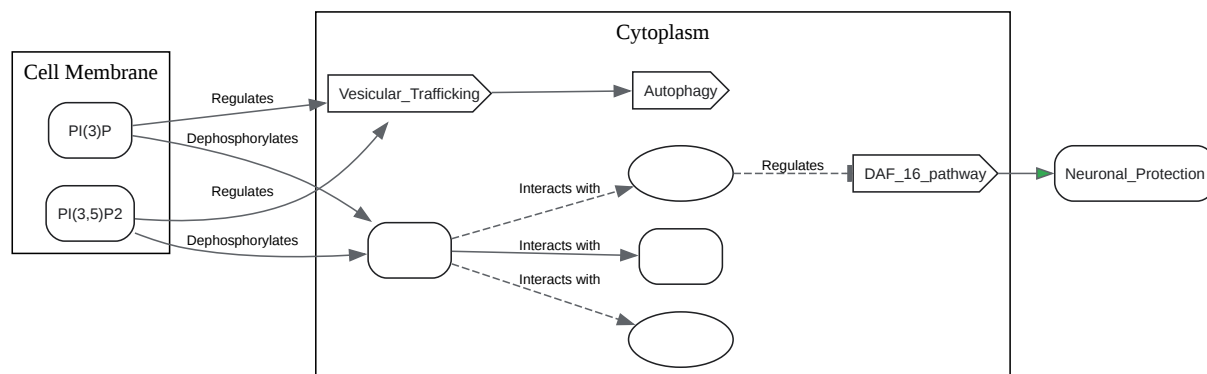 Cytoplasm
Cell Membrane
Vesicular_Trafficking
Autophagy
Regulates
PI(3)P
Dephosphorylates
Regulates
DAF_16_pathway
Neuronal_Protection
Interacts with
Regulates
PI(3,5)P2
Dephosphorylates
Interacts with
Interacts with